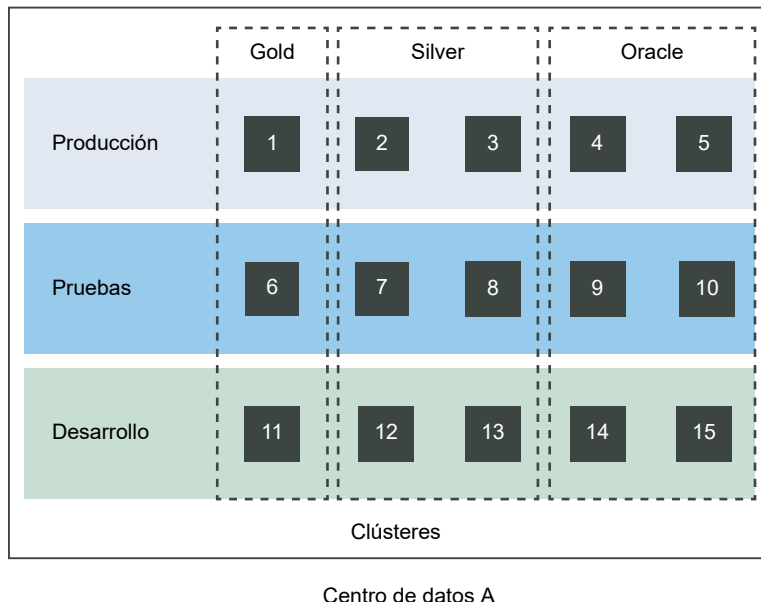 Gold Silver Oracle
Producción 1 2 3 4 5
Pruebas 6 7 8 9 10
Desarrollo 11 12 13 14 15
Clústeres
Centro de datos A